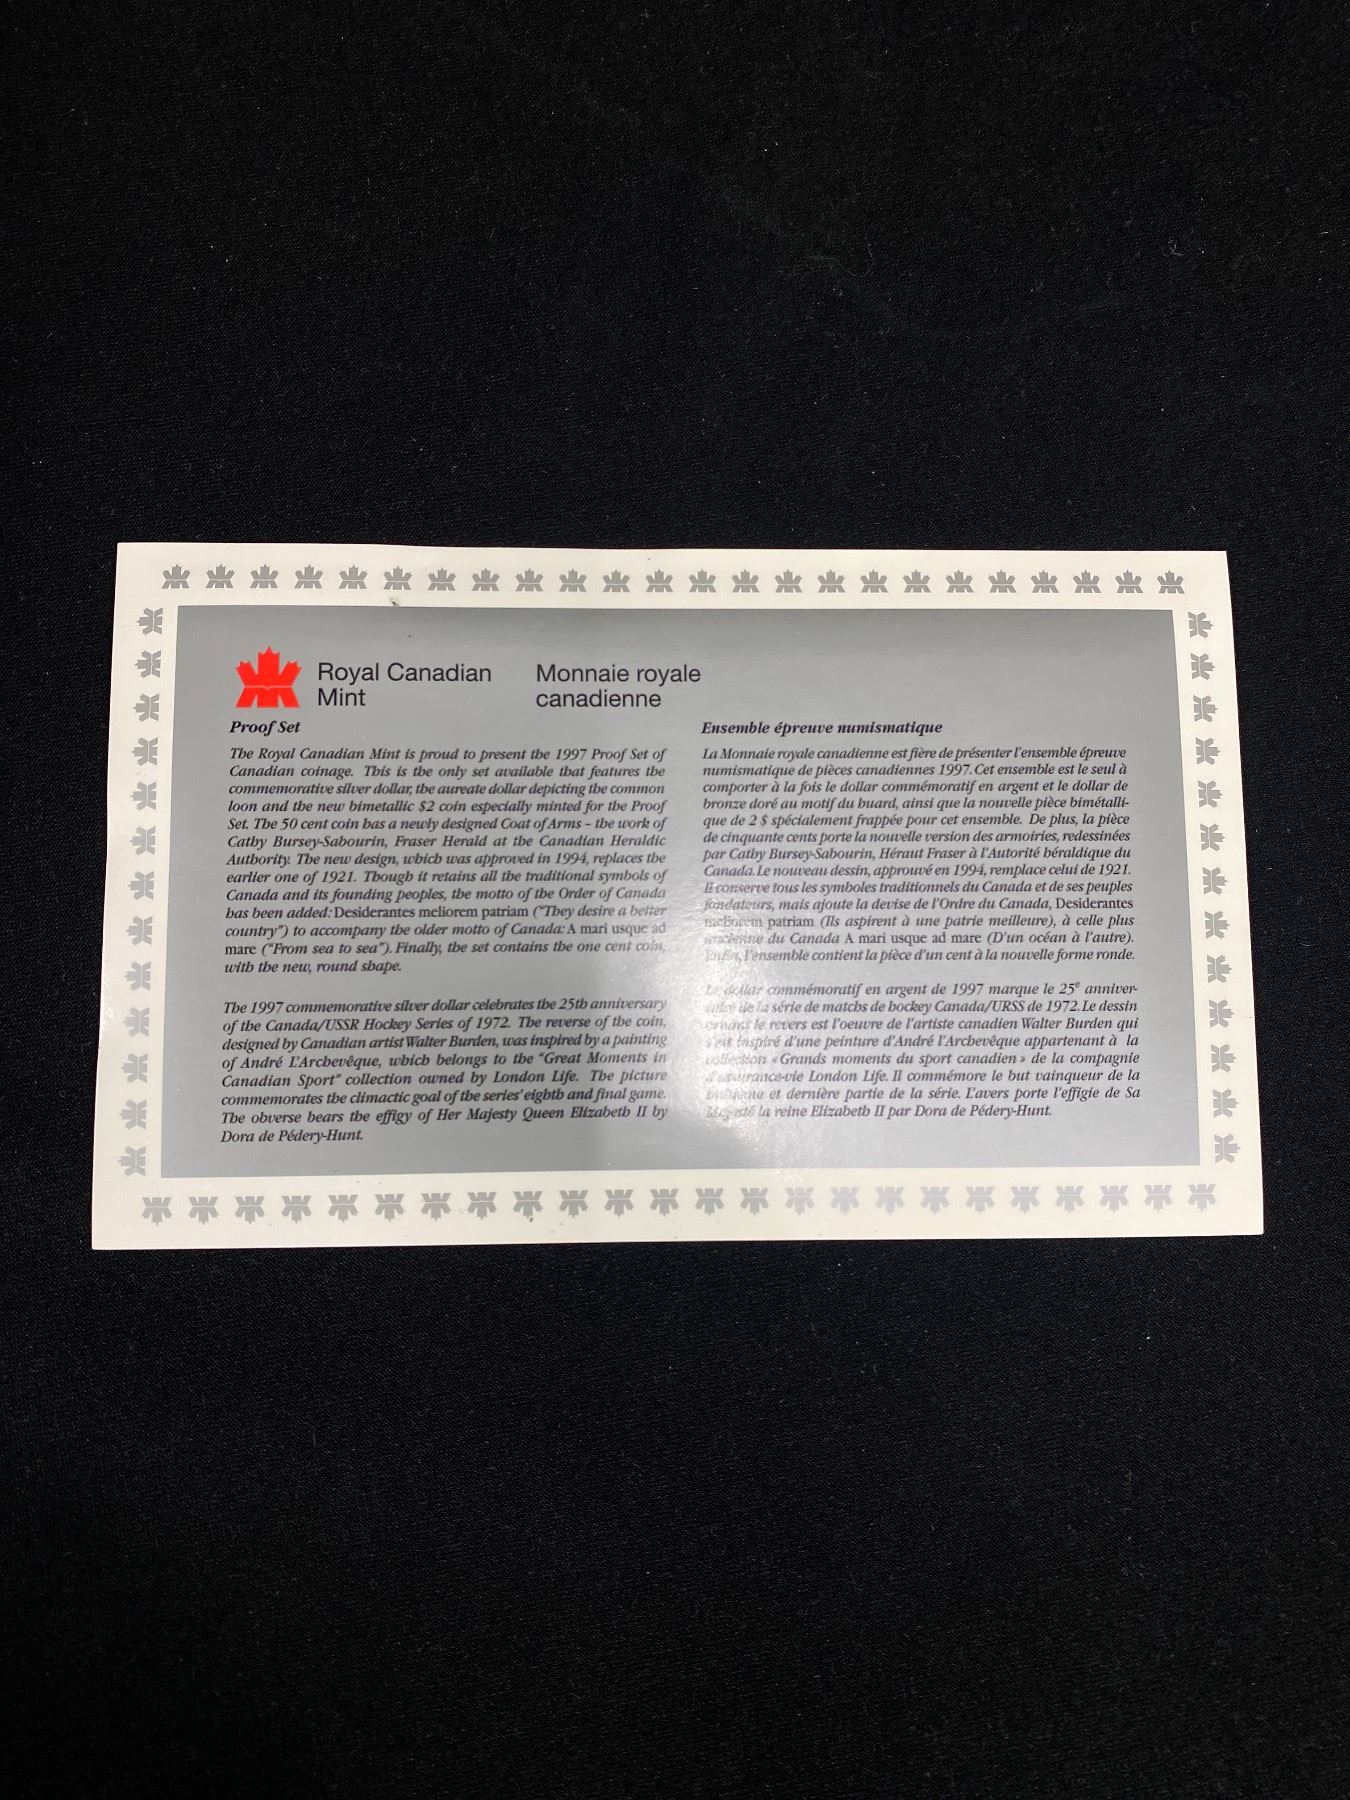 Royal Canadian
Mint
Monnaie royale
canadienne
Proof Set
The Royal Canadian Mint is proud to present the 1997 Proof Set of
Canadian coinage. This is the only set available that features the
commemorative silver dollar, the aureate dollar depicting the common
loon and the new bimetallic $2 coin especially minted for the Proof
Set. The 50 cent coin has a newly designed Coat of Arms – the work of
Cathy Bursey-Sabourin, Fraser Herald at the Canadian Heraldic
Authority. The new design, which was approved in 1994, replaces the
earlier one of 1921. Though it retains all the traditional symbols of
Canada and its founding peoples, the motto of the Order of Canada
has been added: Desiderantes meliorem patriam ("They desire a better
country") to accompany the older motto of Canada: A mari usque ad
mare ("From sea to sea"). Finally, the set contains the one cent coin,
with the new, round shape.
The 1997 commemorative silver dollar celebrates the 25th anniversary
of the Canada/USSR Hockey Series of 1972. The reverse of the coin,
designed by Canadian artist Walter Burden, was inspired by a painting
of André L'Archevêque, which belongs to the "Great Moments in
Canadian Sport" collection owned by London Life. The picture
commemorates the climactic goal of the series' eighth and final game.
The obverse bears the effigy of Her Majesty Queen Elizabeth II by
Dora de Pédery-Hunt.
Ensemble épreuve numismatique
La Monnaie royale canadienne est fière de présenter l'ensemble épreuve
numismatique de pièces canadiennes 1997. Cet ensemble est le seul à
comporter à la fois le dollar commémoratif en argent et le dollar de
bronze doré au motif du huard, ainsi que la nouvelle pièce bimétalli-
que de 2 $ spécialement frappée pour cet ensemble. De plus, la pièce
de cinquante cents porte la nouvelle version des armoiries, redessinées
par Cathy Bursey-Sabourin, Héraut Fraser à l'Autorité héraldique du
Canada. Le nouveau dessin, approuvé en 1994, remplace celui de 1921.
Il conserve tous les symboles traditionnels du Canada et de ses peuples
fondateurs, mais ajoute la devise de l'Ordre du Canada, Desiderantes
meliorem patriam (Ils aspirent à une patrie meilleure), à celle plus
ancienne du Canada A mari usque ad mare (D'un océan à l'autre).
Enfin, l'ensemble contient la pièce d'un cent à la nouvelle forme ronde.
Le dollar commémoratif en argent de 1997 marque le 25e anniver-
saire de la série de matchs de hockey Canada/URSS de 1972. Le dessin
ornant le revers est l'oeuvre de l'artiste canadien Walter Burden qui
s'est inspiré d'une peinture d'André l'Archevêque appartenant à la
collection «Grands moments du sport canadien» de la compagnie
d'assurance-vie London Life. Il commémore le but vainqueur de la
huitième et dernière partie de la série. L'avers porte l'effigie de Sa
Majesté la reine Elizabeth II par Dora de Pédery-Hunt.